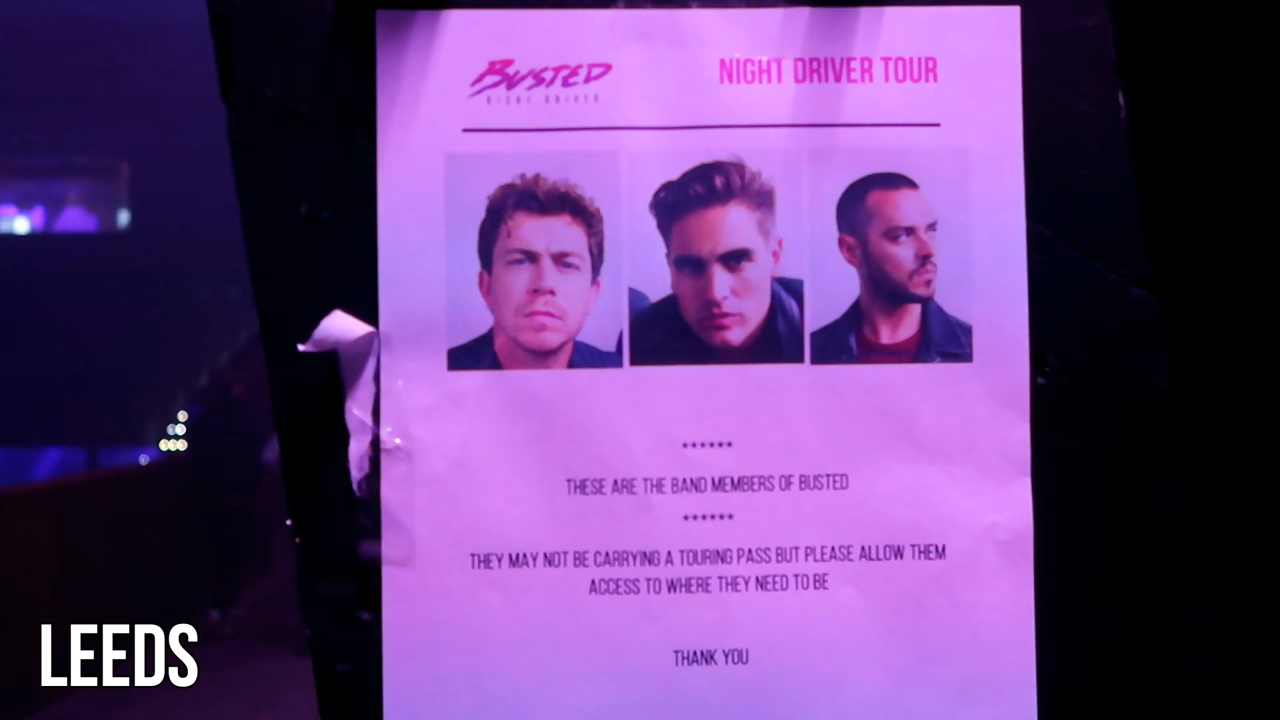 BUSTED
NIGHT DRIVER
NIGHT DRIVER TOUR
******
THESE ARE THE BAND MEMBERS OF BUSTED
******
THEY MAY NOT BE CARRYING A TOURING PASS BUT PLEASE ALLOW THEM
ACCESS TO WHERE THEY NEED TO BE
THANK YOU
LEEDS